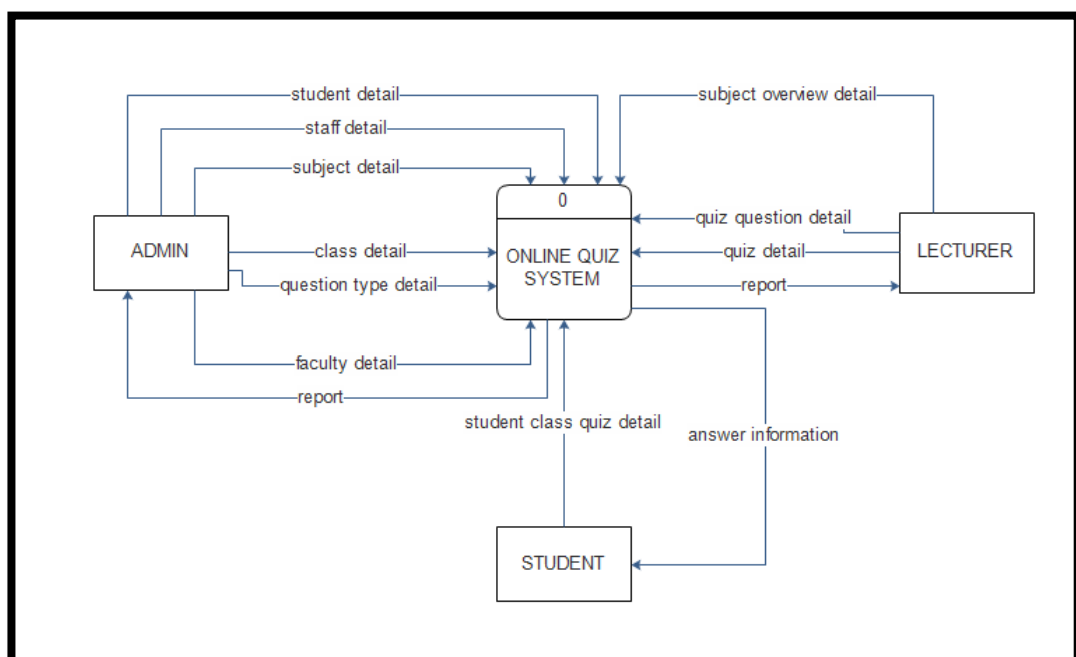 student detail
subject overview detail
staff detail
subject detail
0
quiz question detail
ADMIN
class detail
ONLINE QUIZ
SYSTEM
quiz detail
LECTURER
question type detail
report
faculty detail
report
student class quiz detail
answer information
STUDENT